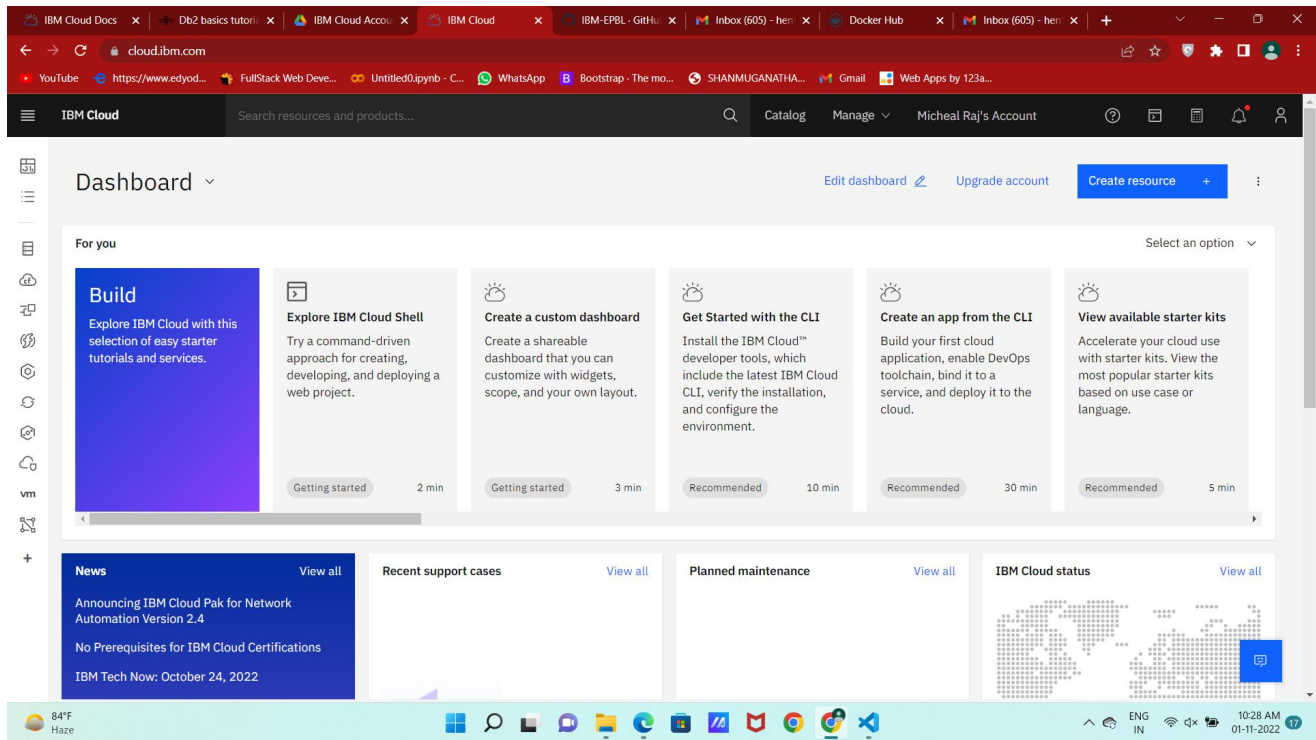 IBM Cloud Docs
Db2 basics tutoria
IBM Cloud Accou
IBM Cloud
IBM-EPBL · GitHu
Inbox (605) - hen
Docker Hub
Inbox (605) - hen
cloud.ibm.com
YouTube
https://www.edyod...
FullStack Web Deve...
Untitled0.ipynb - C...
WhatsApp
Bootstrap · The mo...
SHANMUGANATHA...
Gmail
Web Apps by 123a...
IBM Cloud
Search resources and products...
Catalog
Manage
Micheal Raj's Account
Dashboard
Edit dashboard
Upgrade account
Create resource +
For you
Select an option
Build
Explore IBM Cloud with this
selection of easy starter
tutorials and services.
Explore IBM Cloud Shell
Try a command-driven
approach for creating,
developing, and deploying a
web project.
Getting started
2 min
Create a custom dashboard
Create a shareable
dashboard that you can
customize with widgets,
scope, and your own layout.
Getting started
3 min
Get Started with the CLI
Install the IBM Cloud™
developer tools, which
include the latest IBM Cloud
CLI, verify the installation,
and configure the
environment.
Recommended
10 min
Create an app from the CLI
Build your first cloud
application, enable DevOps
toolchain, bind it to a
service, and deploy it to the
cloud.
Recommended
30 min
View available starter kits
Accelerate your cloud use
with starter kits. View the
most popular starter kits
based on use case or
language.
Recommended
5 min
vm
News
View all
Announcing IBM Cloud Pak for Network
Automation Version 2.4
No Prerequisites for IBM Cloud Certifications
IBM Tech Now: October 24, 2022
Recent support cases
View all
Planned maintenance
View all
IBM Cloud status
View all
84°F
Haze
ENG
IN
10:28 AM
01-11-2022
17